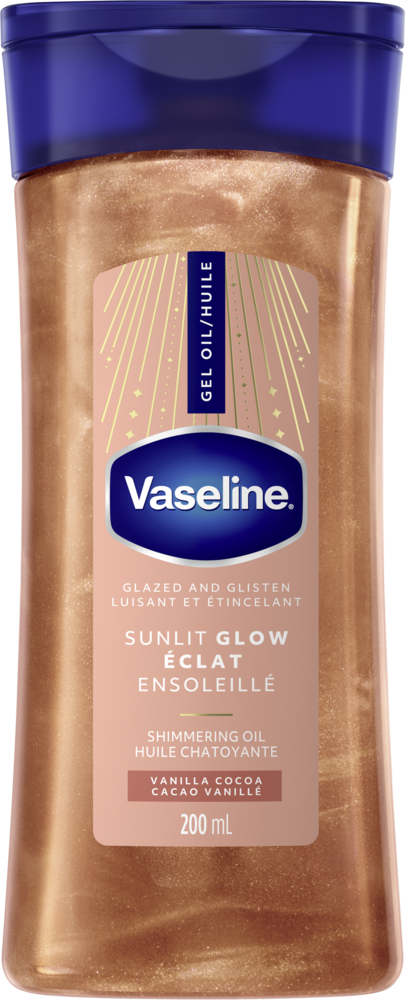 GEL OIL/HUILE
Vaseline®
GLAZED AND GLISTEN
LUISANT ET ÉTINCELANT
SUNLIT GLOW
ÉCLAT
ENSOLEILLÉ
SHIMMERING OIL
HUILE CHATOYANTE
VANILLA COCOA
CACAO VANILLÉ
200 mL